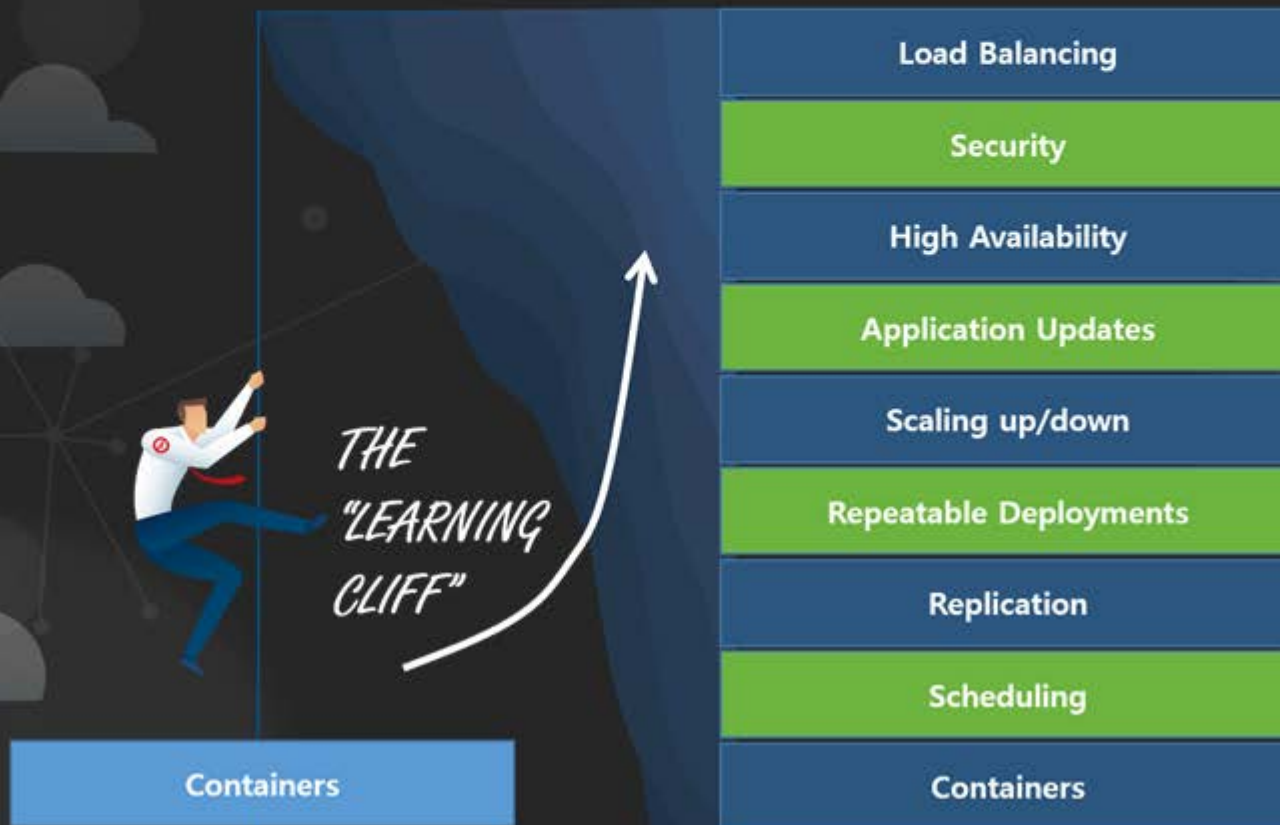 THE
"LEARNING
CLIFF"
Containers
Load Balancing
Security
High Availability
Application Updates
Scaling up/down
Repeatable Deployments
Replication
Scheduling
Containers